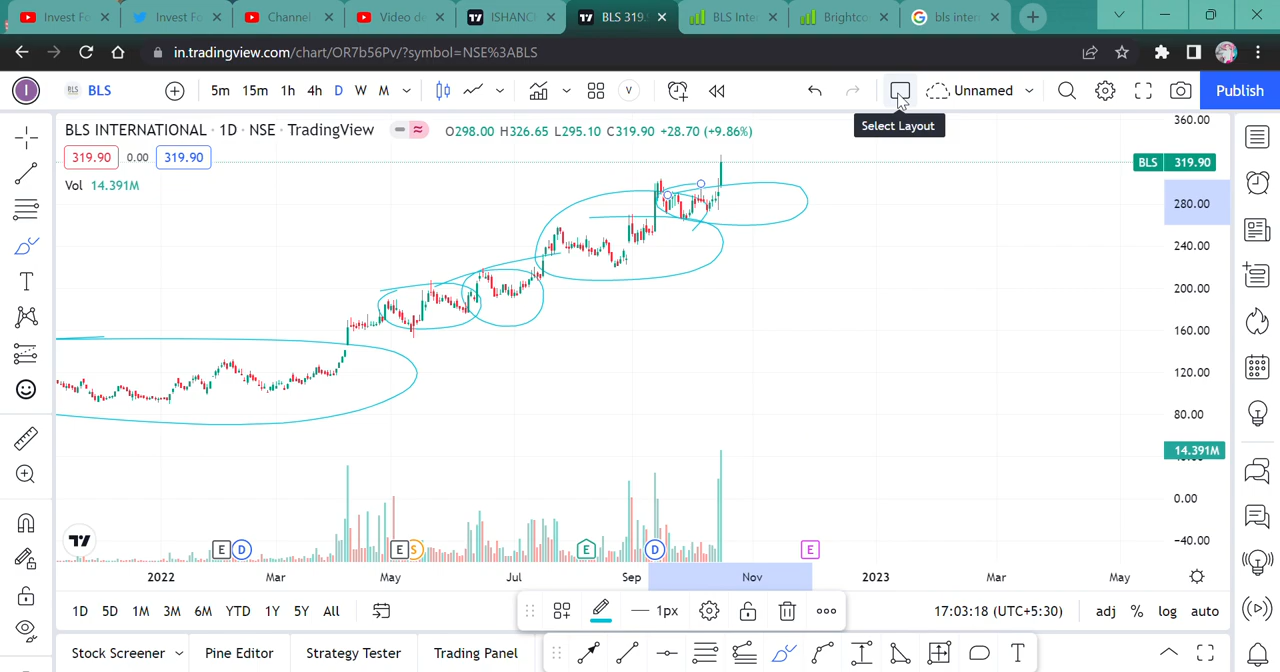 Invest Fo
Invest Fo
Channel
Video de
ISHANC
BLS 319.
BLS Inter
Brightco
bls intern
in.tradingview.com/chart/OR7b56Pv/?symbol=NSE%3ABLS
BLS BLS 5m 15m 1h 4h D W M V Unnamed Publish
Select Layout
BLS INTERNATIONAL · 1D · NSE · TradingView O298.00 H326.65 L295.10 C319.90 +28.70 (+9.86%)
319.90 0.00 319.90
Vol 14.391M
360.00
BLS 319.90
280.00
240.00
200.00
160.00
120.00
80.00
14.391M
0.00
−40.00
E D E S E D E
2022 Mar May Jul Sep Nov 2023 Mar May
1D 5D 1M 3M 6M YTD 1Y 5Y All 1px 17:03:18 (UTC+5:30) adj % log auto
Stock Screener Pine Editor Strategy Tester Trading Panel